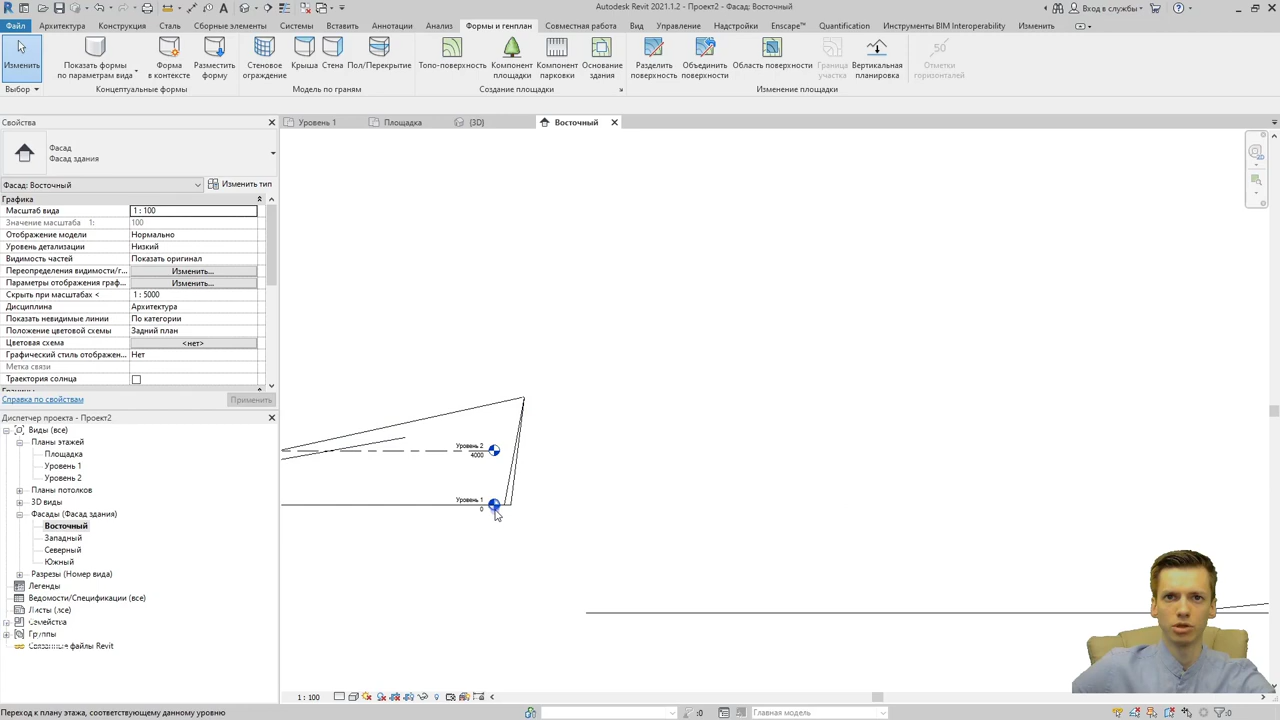 Autodesk Revit 2021.1.2 - Проект2 - Фасад: Восточный
Вход в службы
Файл Архитектура Конструкция Сталь Сборные элементы Системы Вставить Аннотации Анализ Формы и генплан Совместная работа Вид Управление Надстройки Enscape™ Quantification Инструменты BIM Interoperability Изменить
Изменить
Показать формы
по параметрам вида
Форма
в контексте
Разместить
форму
Стеновое
ограждение
Крыша
Стена
Пол/Перекрытие
Топо-поверхность
Компонент
площадки
Компонент
парковки
Основание
здания
Разделить
поверхность
Объединить
поверхности
Область поверхности
Граница
участка
Вертикальная
планировка
50
Отметки
горизонталей
Выбор
Концептуальные формы
Модель по граням
Создание площадки
Изменение площадки
Свойства
Уровень 1
Площадка
{3D}
Восточный
Фасад
Фасад здания
Фасад: Восточный
Изменить тип
Графика
Масштаб вида 1 : 100
Значение масштаба 1: 100
Отображение модели Нормально
Уровень детализации Низкий
Видимость частей Показать оригинал
Переопределения видимости/г... Изменить...
Параметры отображения граф... Изменить...
Скрыть при масштабах < 1 : 5000
Дисциплина Архитектура
Показать невидимые линии По категории
Положение цветовой схемы Задний план
Цветовая схема <нет>
Графический стиль отображен... Нет
Метка связи
Траектория солнца
Границы
Справка по свойствам
Применить
Диспетчер проекта - Проект2
Виды (все)
Планы этажей
Площадка
Уровень 1
Уровень 2
Планы потолков
3D виды
Фасады (Фасад здания)
Восточный
Западный
Северный
Южный
Разрезы (Номер вида)
Легенды
Ведомости/Спецификации (все)
Листы (все)
Семейства
Группы
Связанные файлы Revit
Уровень 2
4000
Уровень 1
0
1 : 100
Переход к плану этажа, соответствующему данному уровню
:0
Главная модель
:0